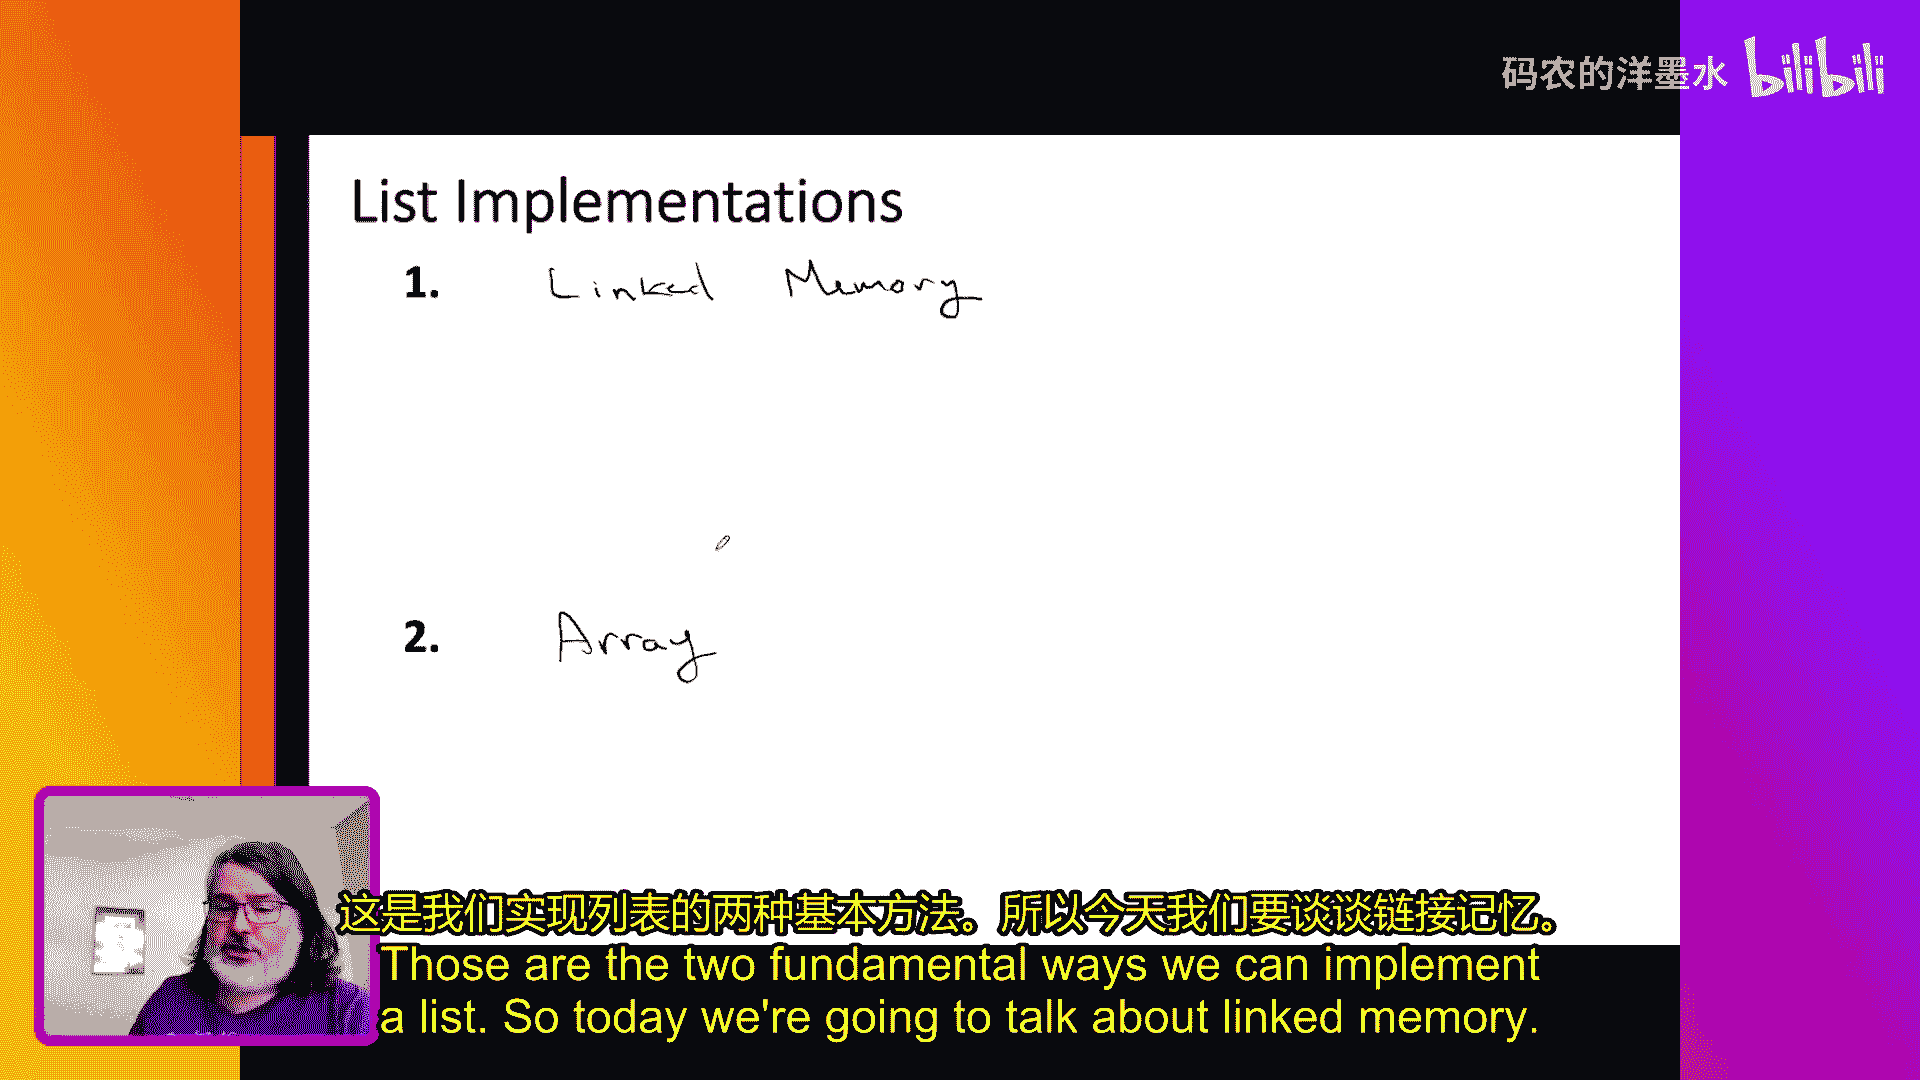 码农的洋墨水 bilibili
List Implementations
1. Linked Memory
2. Array
这是我们实现列表的两种基本方法。所以今天我们要谈谈链接记忆。
Those are the two fundamental ways we can implement
a list. So today we're going to talk about linked memory.